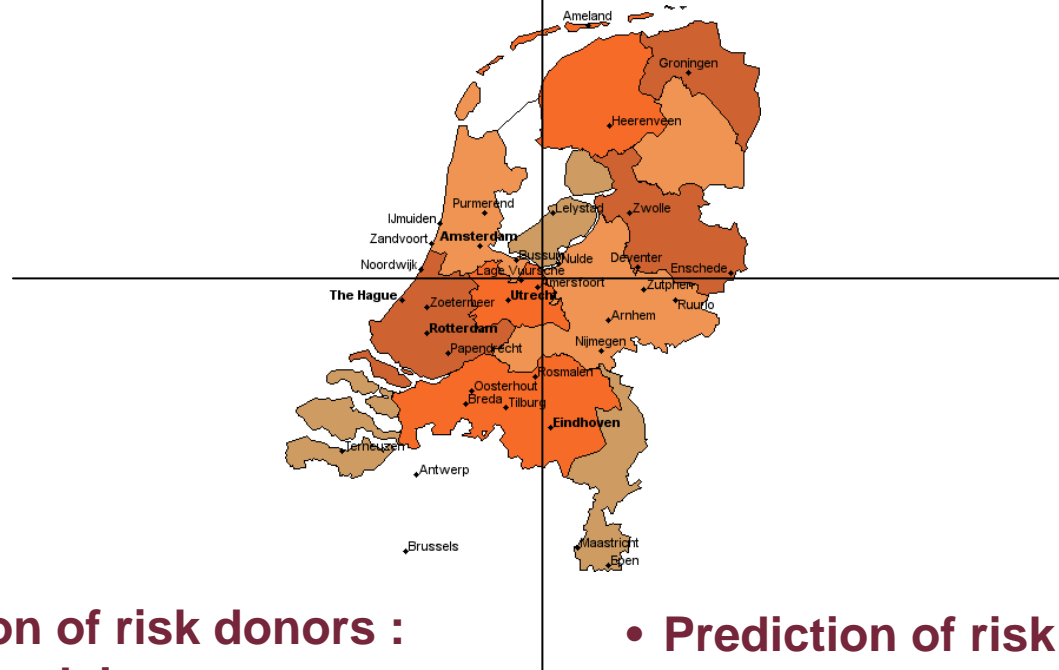 Ameland
Groningen
Heerenveen
Purmerend
Lelystad
Zwolle
IJmuiden
Zandvoort
Amsterdam
Bussum
Nulde
Deventer
Noordwijk
Lage Vuursche
Enschede
Amersfoort
Zutphen
The Hague
Zoetermeer
Utrecht
Ruurlo
Arnhem
Rotterdam
Papendrecht
Nijmegen
Rosmalen
Oosterhout
Breda
Tilburg
Eindhoven
Terneuzen
Antwerp
Brussels
Maastricht
Epen
on of risk donors :
• Prediction of risk